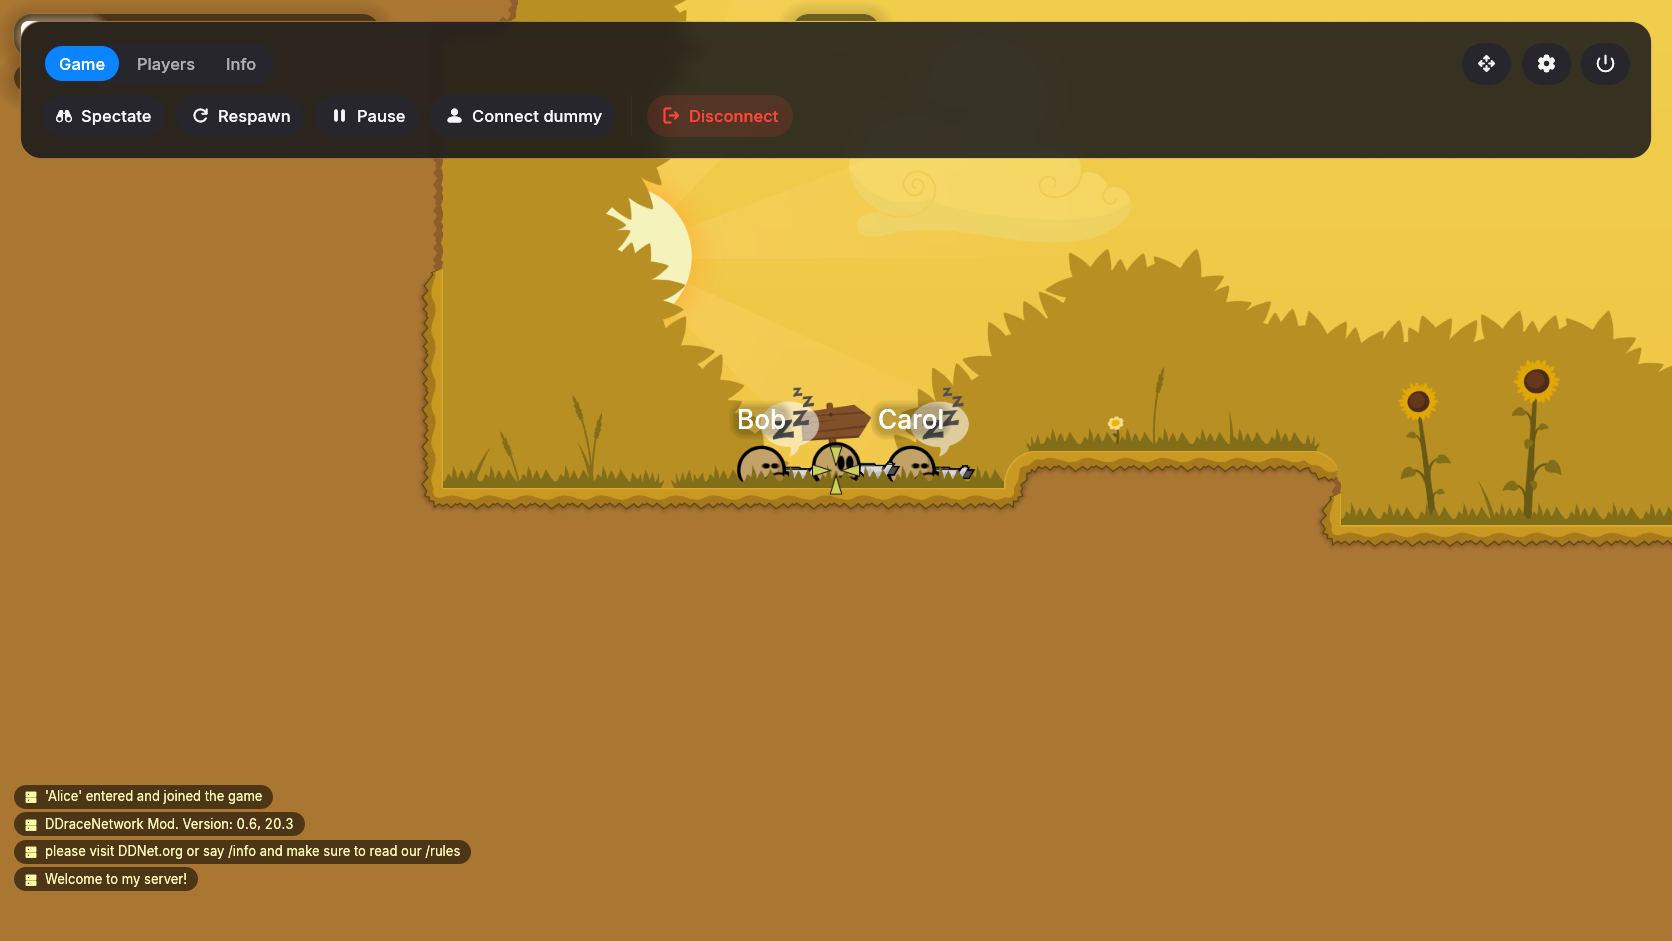 Game Players Info
Spectate Respawn Pause Connect dummy Disconnect
Bob Carol
'Alice' entered and joined the game
DDraceNetwork Mod. Version: 0.6, 20.3
please visit DDNet.org or say /info and make sure to read our /rules
Welcome to my server!